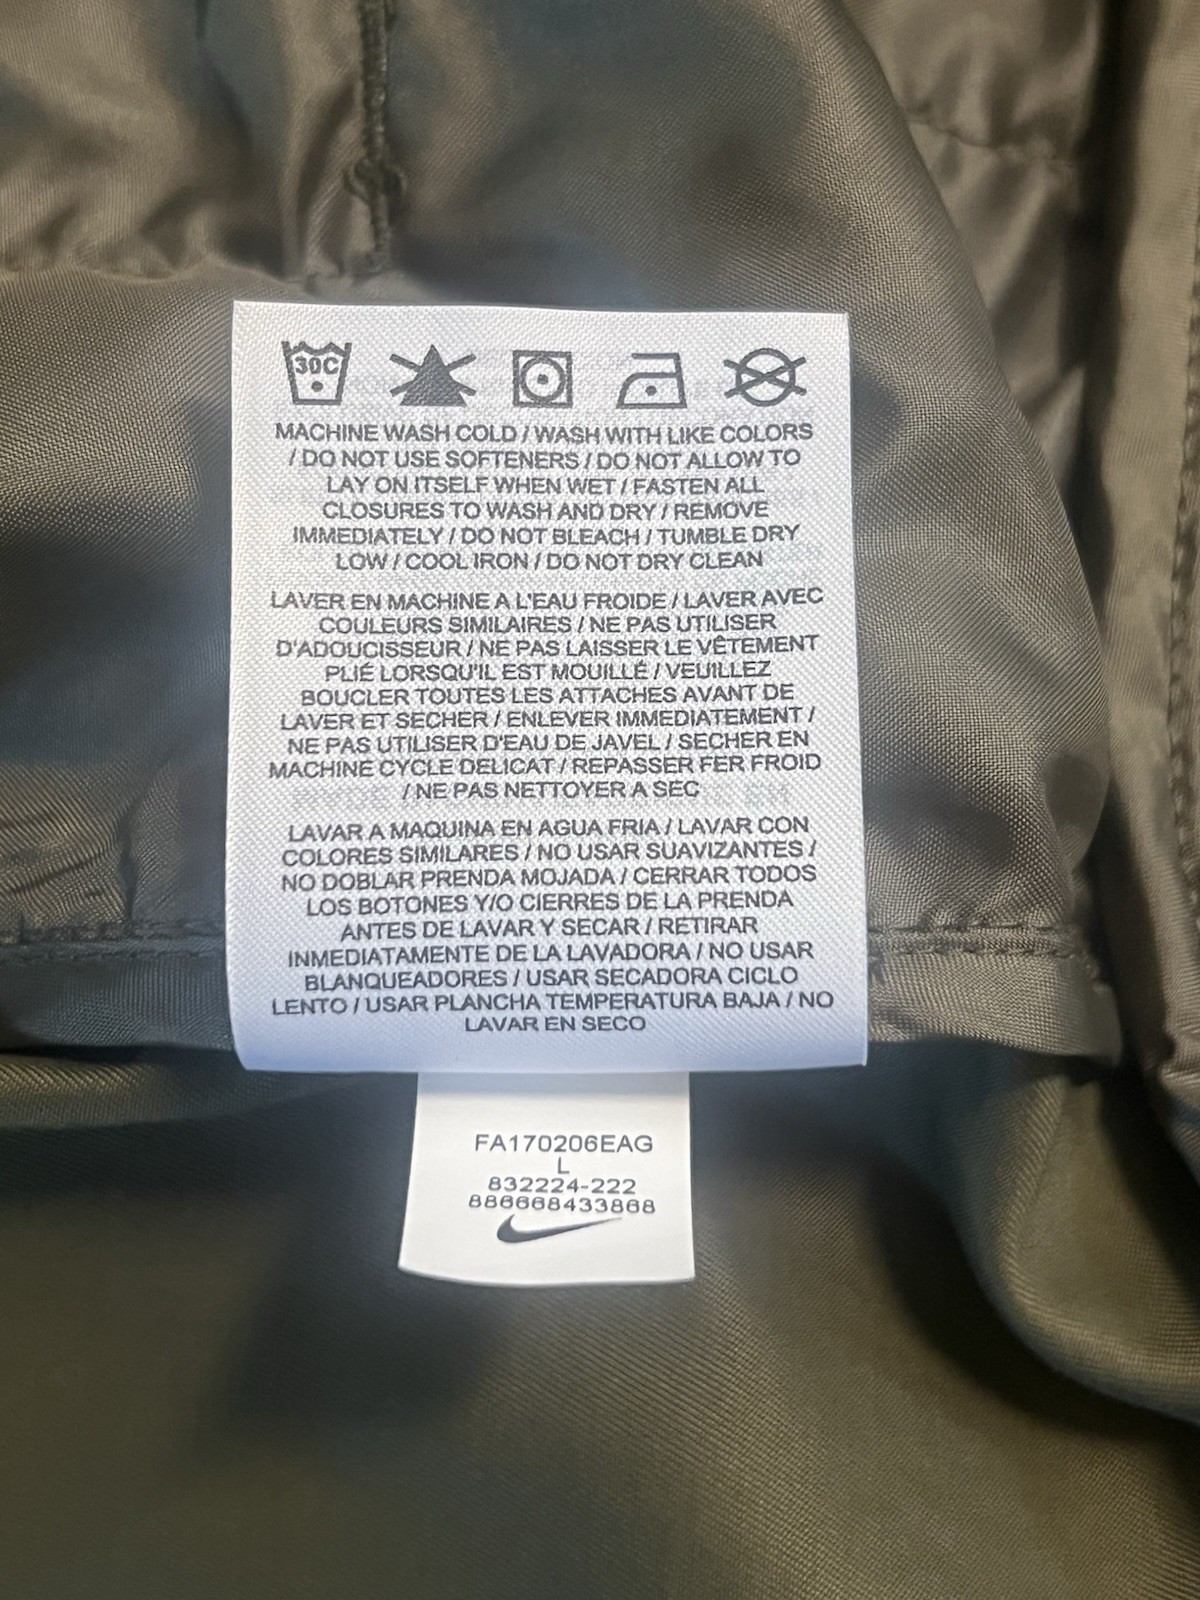 30C
MACHINE WASH COLD / WASH WITH LIKE COLORS
/ DO NOT USE SOFTENERS / DO NOT ALLOW TO
LAY ON ITSELF WHEN WET / FASTEN ALL
CLOSURES TO WASH AND DRY / REMOVE
IMMEDIATELY / DO NOT BLEACH / TUMBLE DRY
LOW / COOL IRON / DO NOT DRY CLEAN
LAVER EN MACHINE A L'EAU FROIDE / LAVER AVEC
COULEURS SIMILAIRES / NE PAS UTILISER
D'ADOUCISSEUR / NE PAS LAISSER LE VÊTEMENT
PLIÉ LORSQU'IL EST MOUILLÉ / VEUILLEZ
BOUCLER TOUTES LES ATTACHES AVANT DE
LAVER ET SECHER / ENLEVER IMMEDIATEMENT /
NE PAS UTILISER D'EAU DE JAVEL / SECHER EN
MACHINE CYCLE DELICAT / REPASSER FER FROID
/ NE PAS NETTOYER A SEC
LAVAR A MAQUINA EN AGUA FRIA / LAVAR CON
COLORES SIMILARES / NO USAR SUAVIZANTES /
NO DOBLAR PRENDA MOJADA / CERRAR TODOS
LOS BOTONES Y/O CIERRES DE LA PRENDA
ANTES DE LAVAR Y SECAR / RETIRAR
INMEDIATAMENTE DE LA LAVADORA / NO USAR
BLANQUEADORES / USAR SECADORA CICLO
LENTO / USAR PLANCHA TEMPERATURA BAJA / NO
LAVAR EN SECO
FA170206EAG
L
832224-222
886668433868